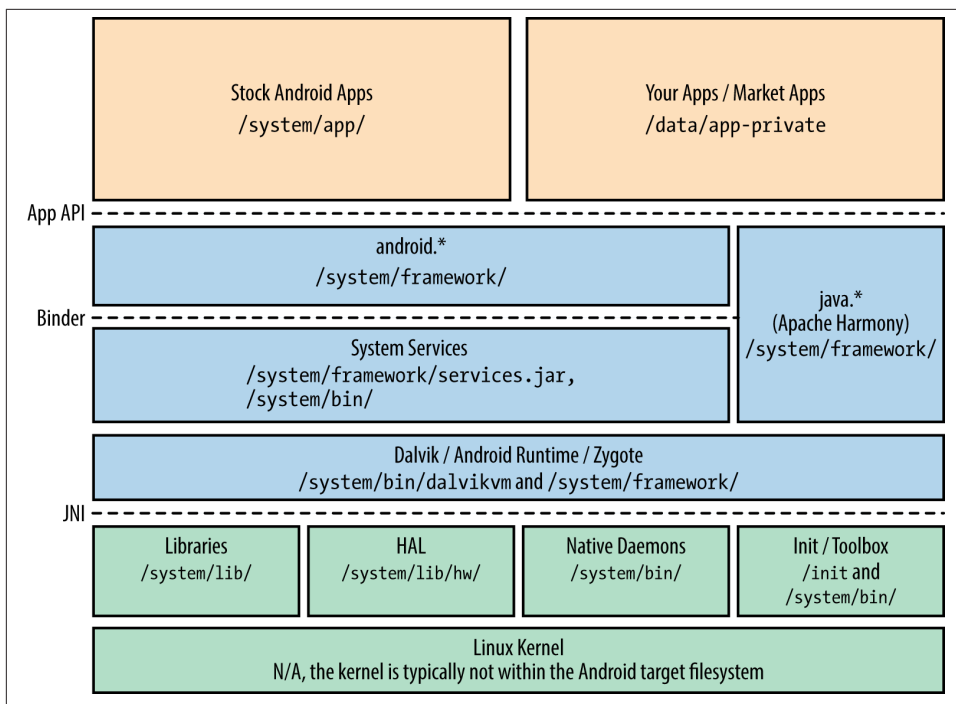 Stock Android Apps
/system/app/
Your Apps / Market Apps
/data/app-private
App API
android.*
/system/framework/
java.*
(Apache Harmony)
/system/framework/
Binder
System Services
/system/framework/services.jar,
/system/bin/
Dalvik / Android Runtime / Zygote
/system/bin/dalvikvm and /system/framework/
JNI
Libraries
/system/lib/
HAL
/system/lib/hw/
Native Daemons
/system/bin/
Init / Toolbox
/init and
/system/bin/
Linux Kernel
N/A, the kernel is typically not within the Android target filesystem